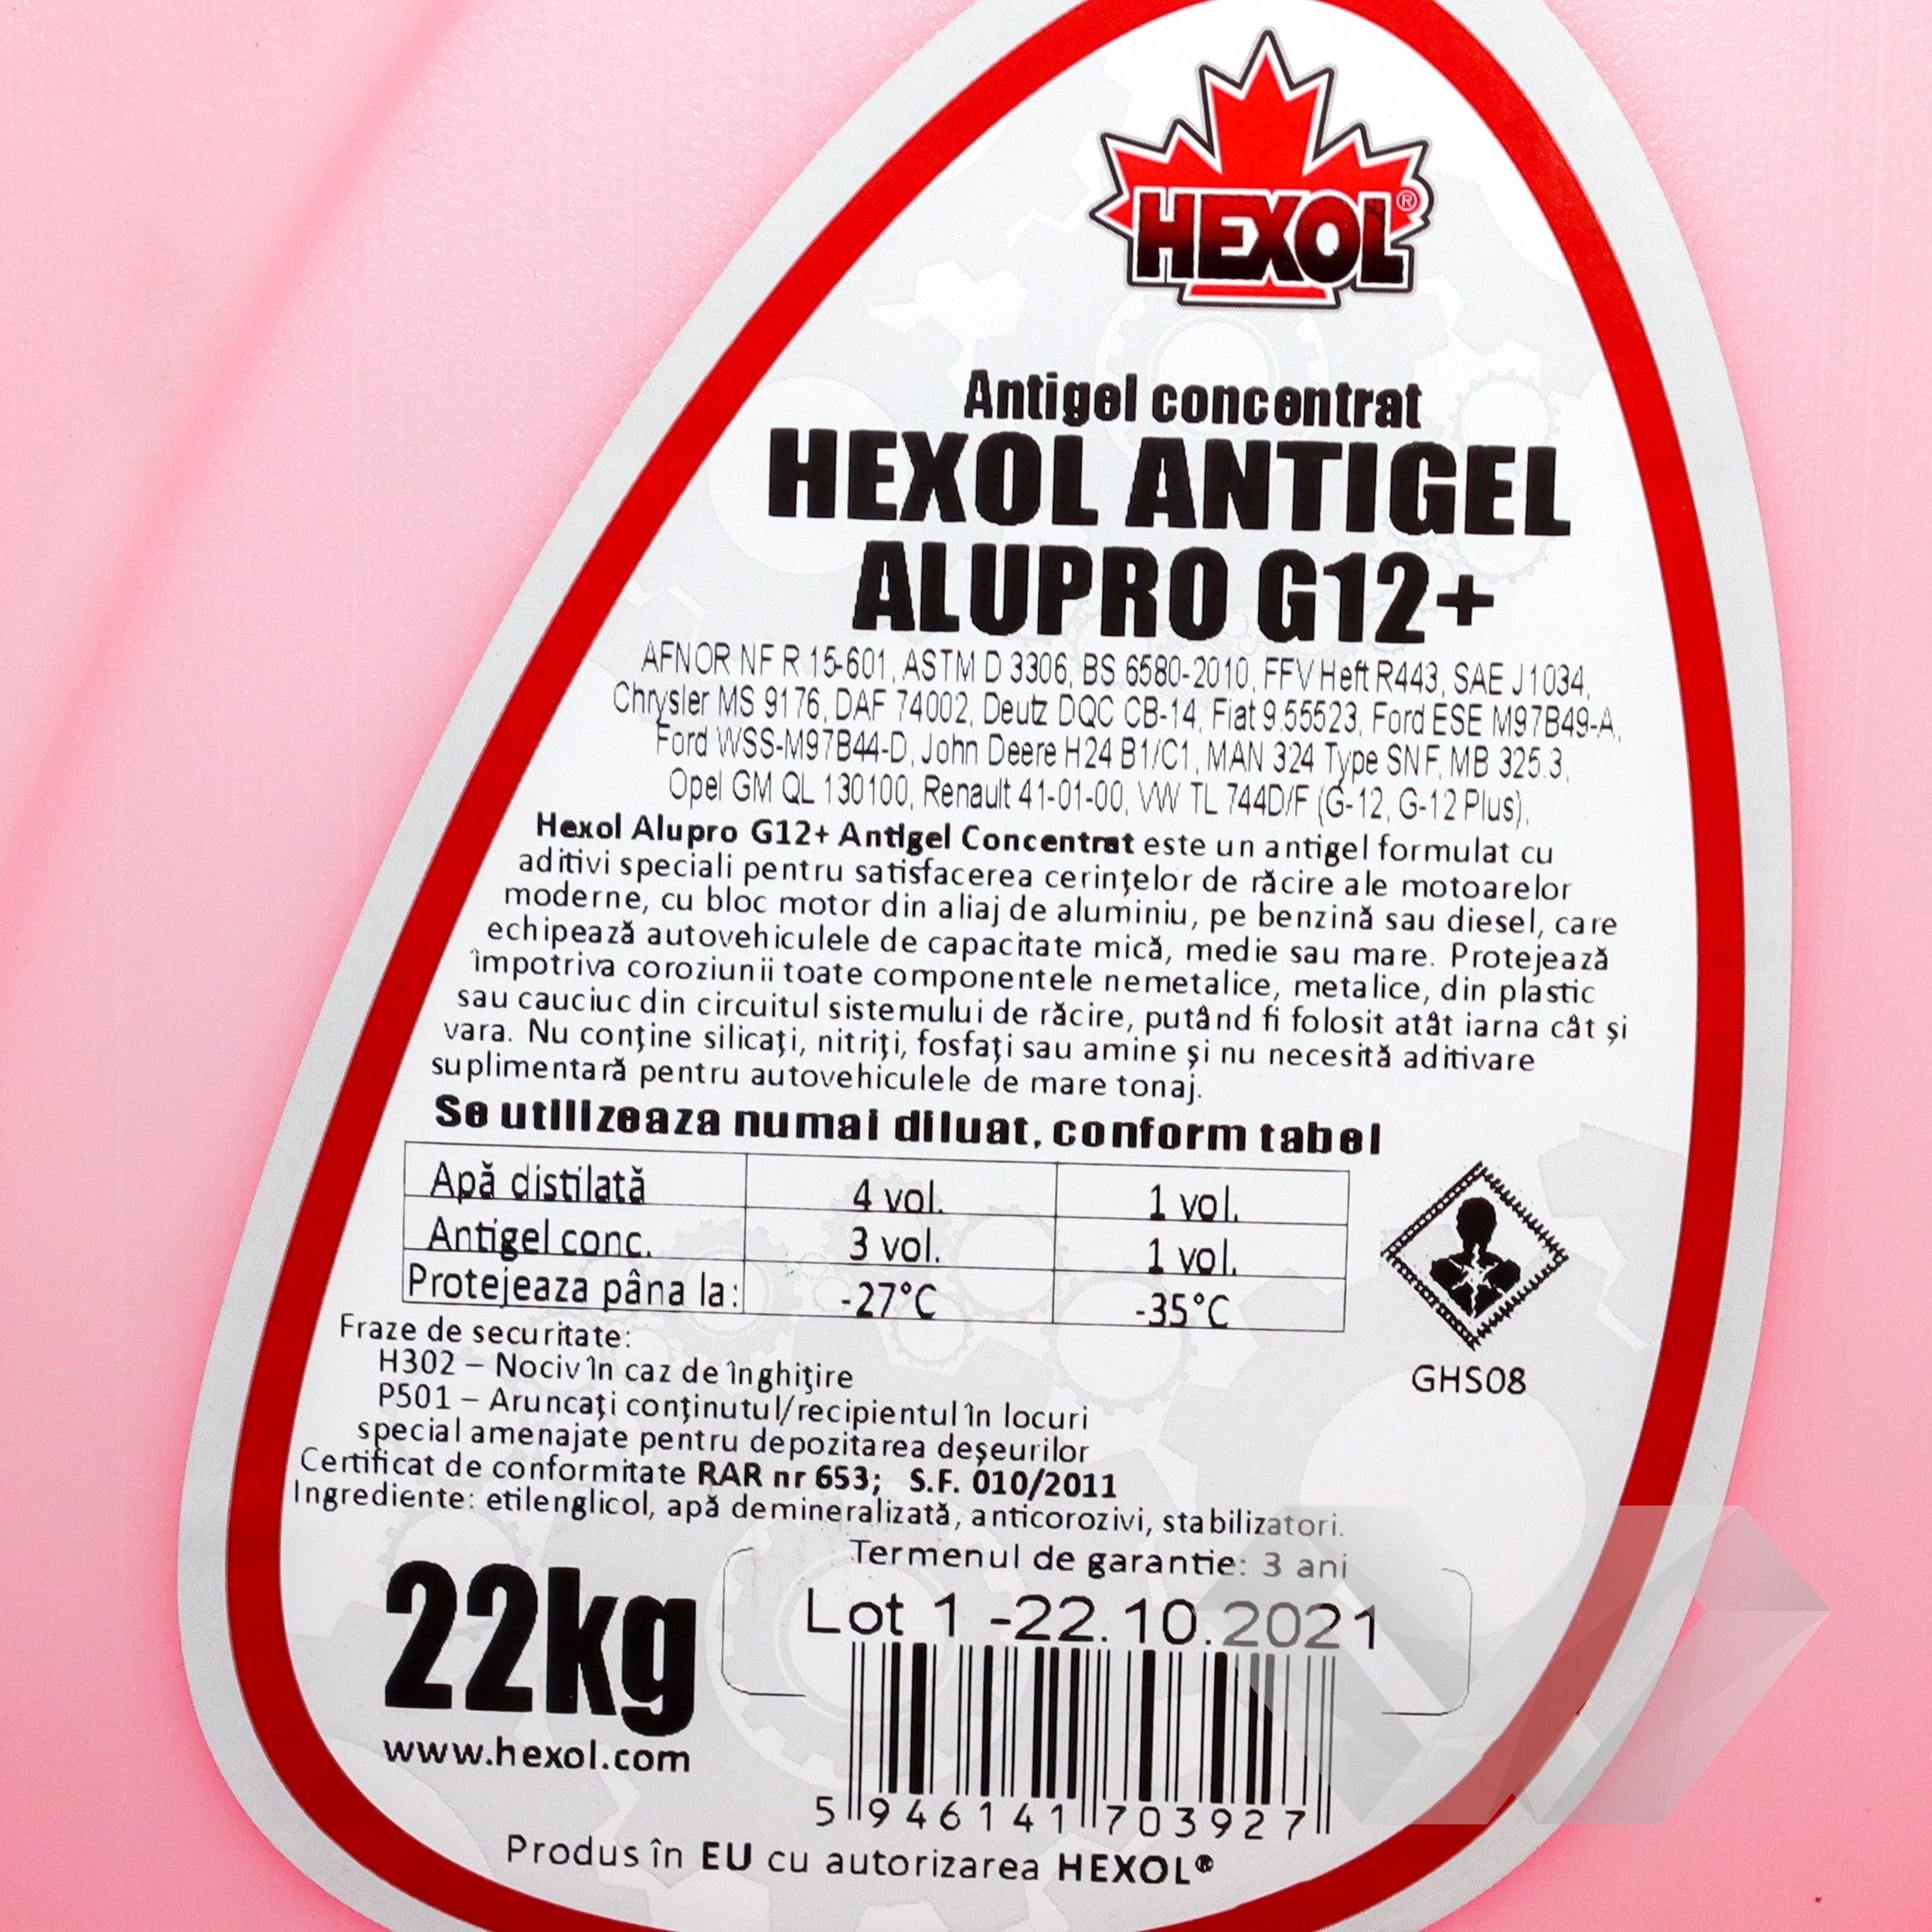 HEXOL®
Antigel concentrat
HEXOL ANTIGEL
ALUPRO G12+
AFNOR NF R 15-601, ASTM D 3306, BS 6580-2010, FFV Heft R443, SAE J1034,
Chrysler MS 9176, DAF 74002, Deutz DQC CB-14, Fiat 9.55523, Ford ESE M97B49-A,
Ford WSS-M97B44-D, John Deere H24 B1/C1, MAN 324 Type SNF, MB 325.3,
Opel GM QL 130100, Renault 41-01-00, VW TL 744D/F (G-12, G-12 Plus).
Hexol Alupro G12+ Antigel Concentrat este un antigel formulat cu
aditivi speciali pentru satisfacerea cerințelor de răcire ale motoarelor
moderne, cu bloc motor din aliaj de aluminiu, pe benzină sau diesel, care
echipează autovehiculele de capacitate mică, medie sau mare. Protejează
împotriva coroziunii toate componentele nemetalice, metalice, din plastic
sau cauciuc din circuitul sistemului de răcire, putând fi folosit atât iarna cât și
vara. Nu conține silicați, nitriți, fosfați sau amine și nu necesită aditivare
suplimentară pentru autovehiculele de mare tonaj.
Se utilizeaza numai diluat, conform tabel
Apă distilată 4 vol. 1 vol.
Antigel conc. 3 vol. 1 vol.
Protejeaza pâna la: -27°C -35°C
GHS08
Fraze de securitate:
H302 – Nociv în caz de înghițire
P501 – Aruncați conținutul/recipientul în locuri
special amenajate pentru depozitarea deșeurilor
Certificat de conformitate RAR nr 653; S.F. 010/2011
Ingrediente: etilenglicol, apă demineralizată, anticorozivi, stabilizatori.
Termenul de garantie: 3 ani
22kg
Lot 1 -22.10.2021
www.hexol.com
5 946141 703927
Produs în EU cu autorizarea HEXOL®